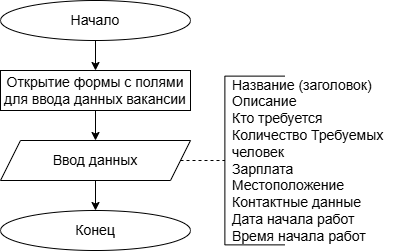 Начало
Открытие формы с полями
для ввода данных вакансии
Ввод данных
Конец
Название (заголовок)
Описание
Кто требуется
Количество Требуемых
человек
Зарплата
Местоположение
Контактные данные
Дата начала работ
Время начала работ